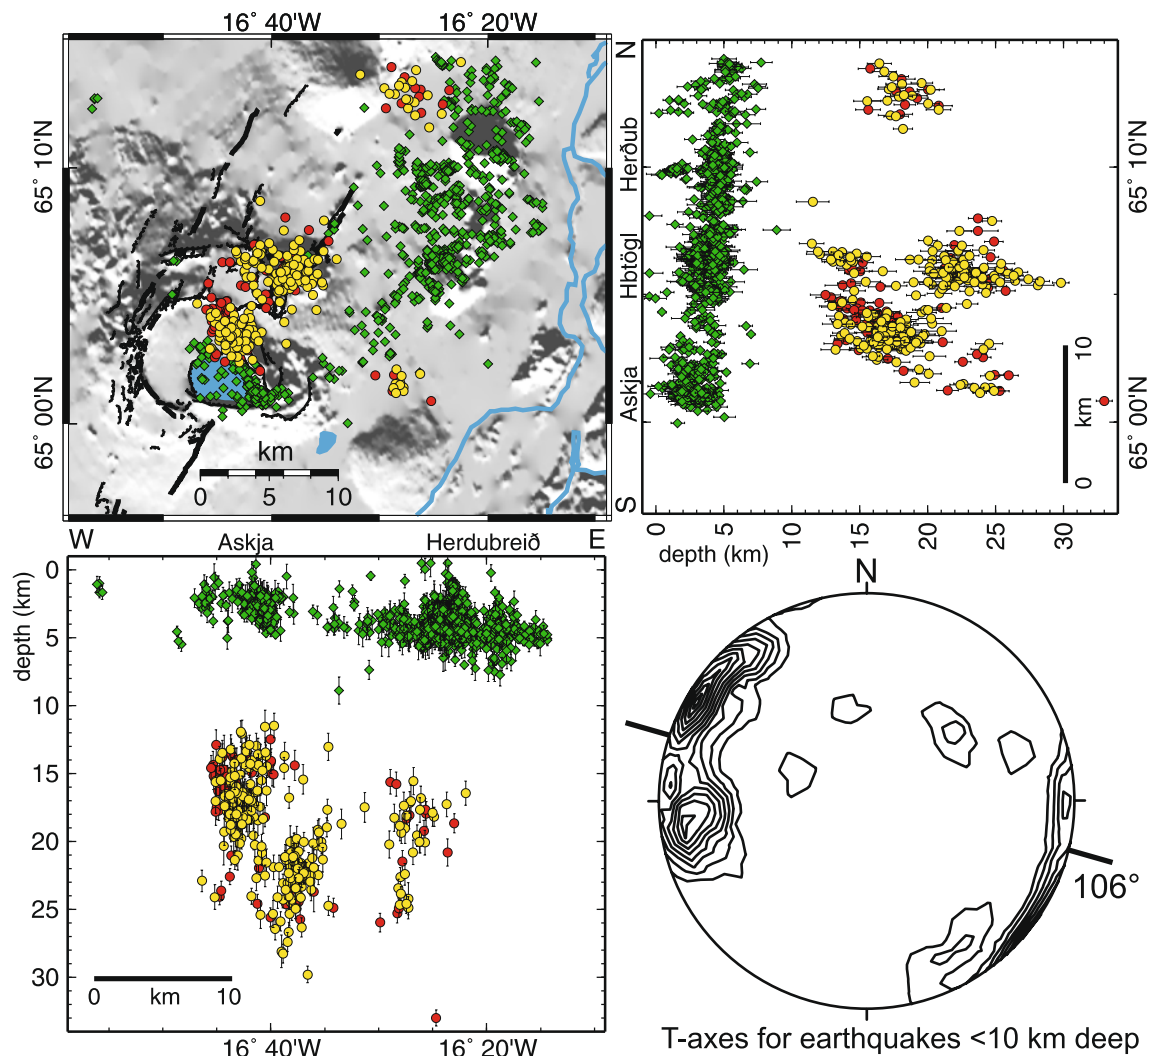 16° 40'W
16° 20'W
65° 10'N
65° 00'N
km
0 5 10
N
Herðub
Hötögl
Askja
S
65° 10'N
65° 00'N
0 km 10
0 5 10 15 20 25 30
depth (km)
W
Askja
Herdubreið
E
depth (km)
0
5
10
15
20
25
30
0 km 10
16° 40'W
16° 20'W
N
106°
T-axes for earthquakes <10 km deep